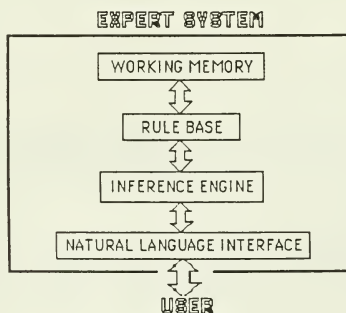 EXPERT SYSTEM
WORKING MEMORY
RULE BASE
INFERENCE ENGINE
NATURAL LANGUAGE INTERFACE
USER